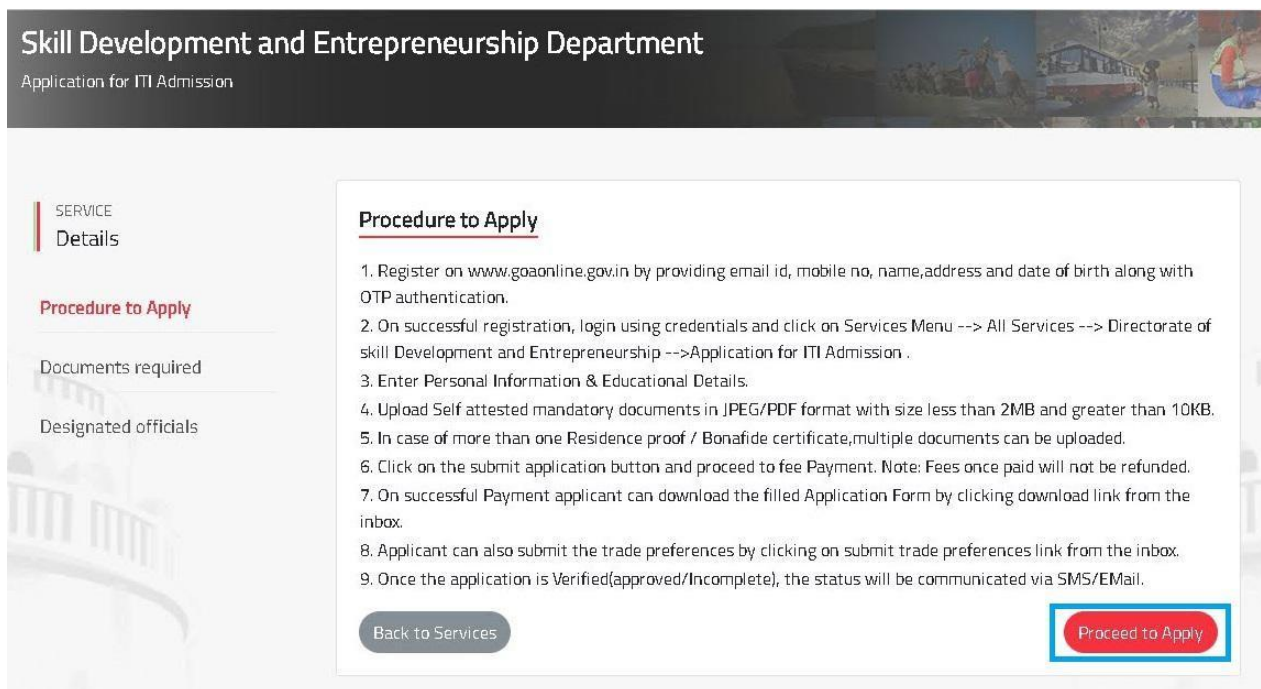 Skill Development and Entrepreneurship Department
Application for ITI Admission
SERVICE
Details
Procedure to Apply
Documents required
Designated officials
Procedure to Apply
1. Register on www.goaonline.gov.in by providing email id, mobile no, name,address and date of birth along with
OTP authentication.
2. On successful registration, login using credentials and click on Services Menu --> All Services --> Directorate of
skill Development and Entrepreneurship -->Application for ITI Admission .
3. Enter Personal Information & Educational Details.
4. Upload Self attested mandatory documents in JPEG/PDF format with size less than 2MB and greater than 10KB.
5. In case of more than one Residence proof / Bonafide certificate,multiple documents can be uploaded.
6. Click on the submit application button and proceed to fee Payment. Note: Fees once paid will not be refunded.
7. On successful Payment applicant can download the filled Application Form by clicking download link from the
inbox.
8. Applicant can also submit the trade preferences by clicking on submit trade preferences link from the inbox.
9. Once the application is Verified(approved/Incomplete), the status will be communicated via SMS/EMail.
Back to Services
Proceed to Apply